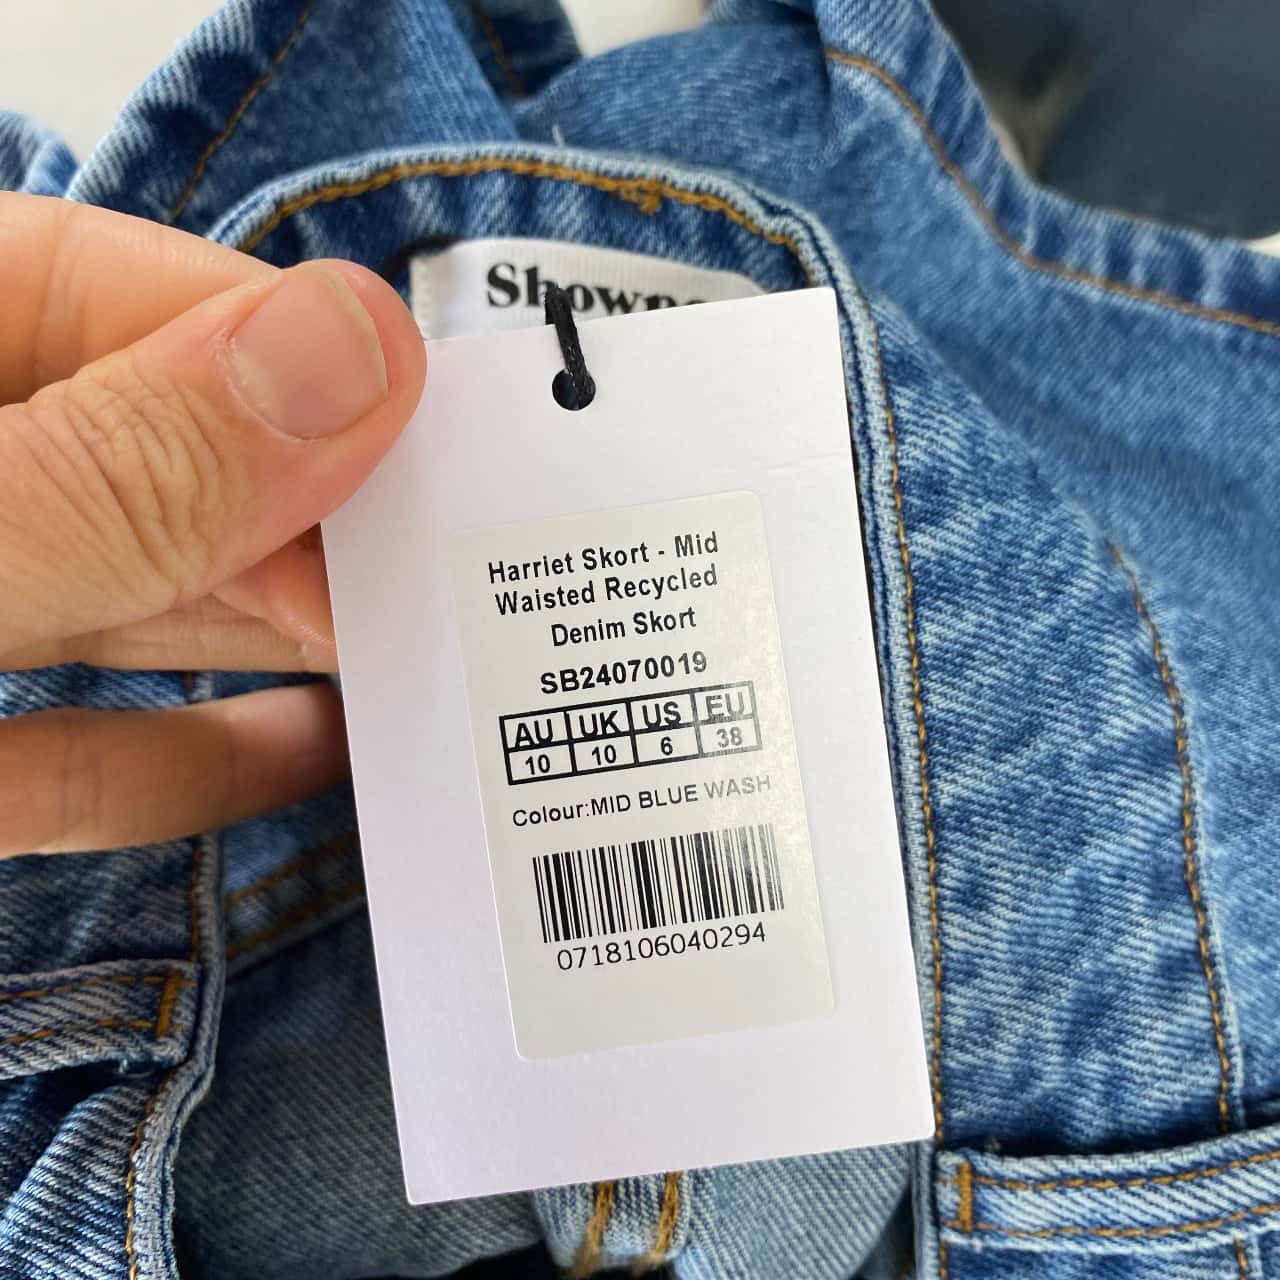 Harriet Skort - Mid
Waisted Recycled
Denim Skort
SB24070019
AU UK US EU
10 10 6 38
Colour:MID BLUE WASH
0718106040294